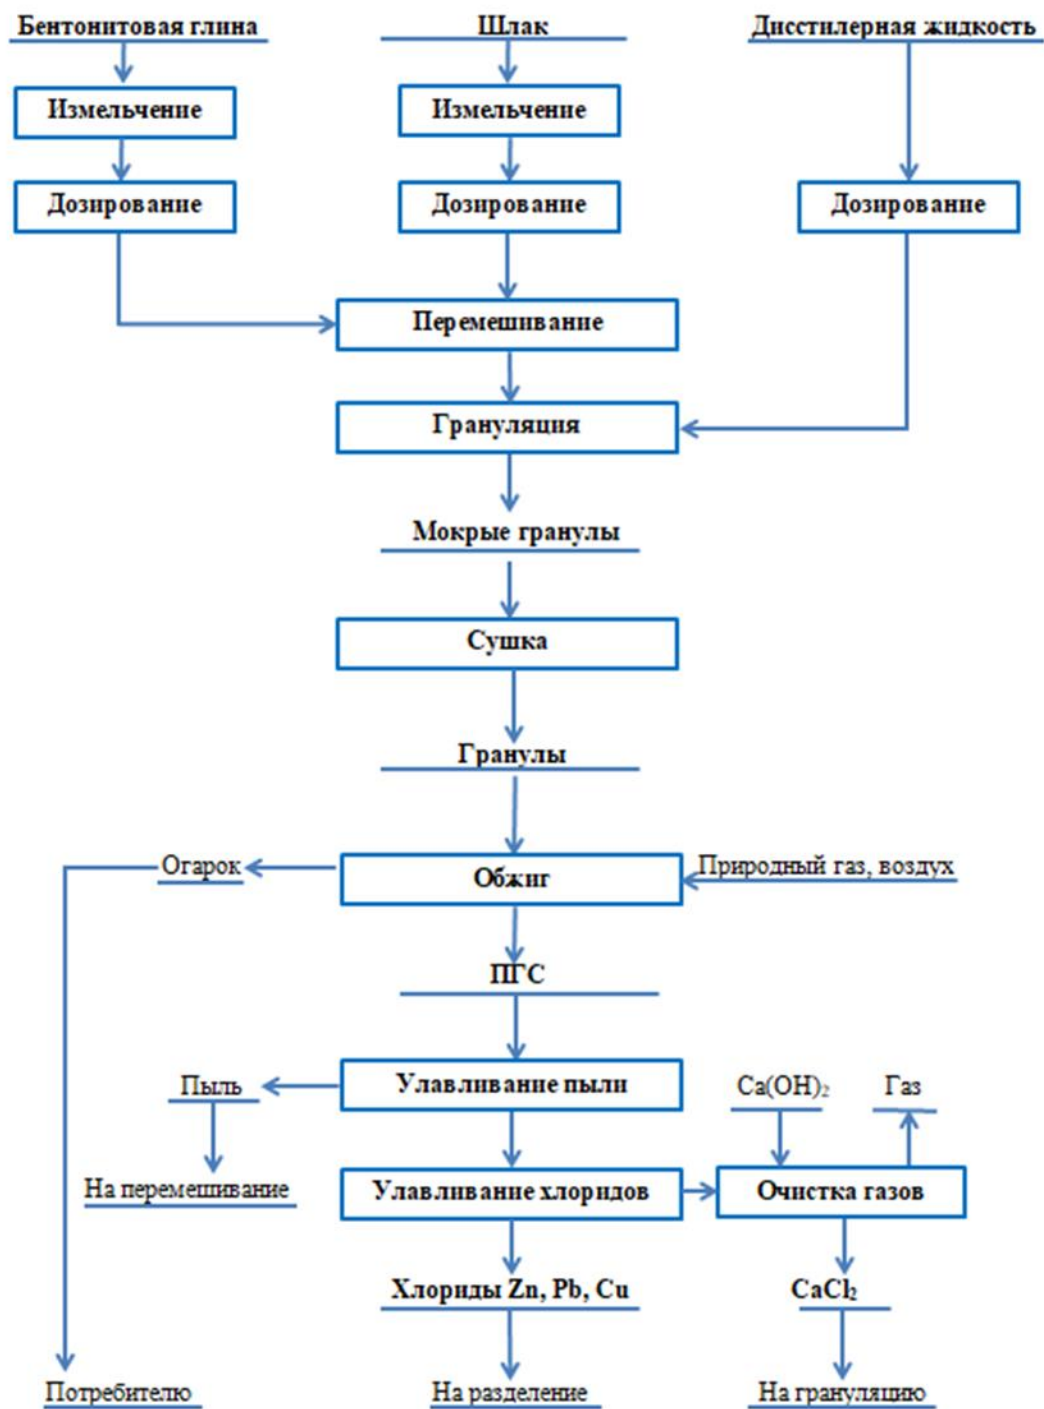 Бентонитовая глина
Шлак
Дисстилерная жидкость
Измельчение
Измельчение
Дозирование
Дозирование
Дозирование
Перемешивание
Грануляция
Мокрые гранулы
Сушка
Гранулы
Огарок
Обжиг
Природный газ, воздух
ПГС
Пыль
Улавливание пыли
Ca(OH)₂
Газ
На перемешивание
Улавливание хлоридов
Очистка газов
Хлориды Zn, Pb, Cu
CaCl₂
Потребителю
На разделение
На грануляцию